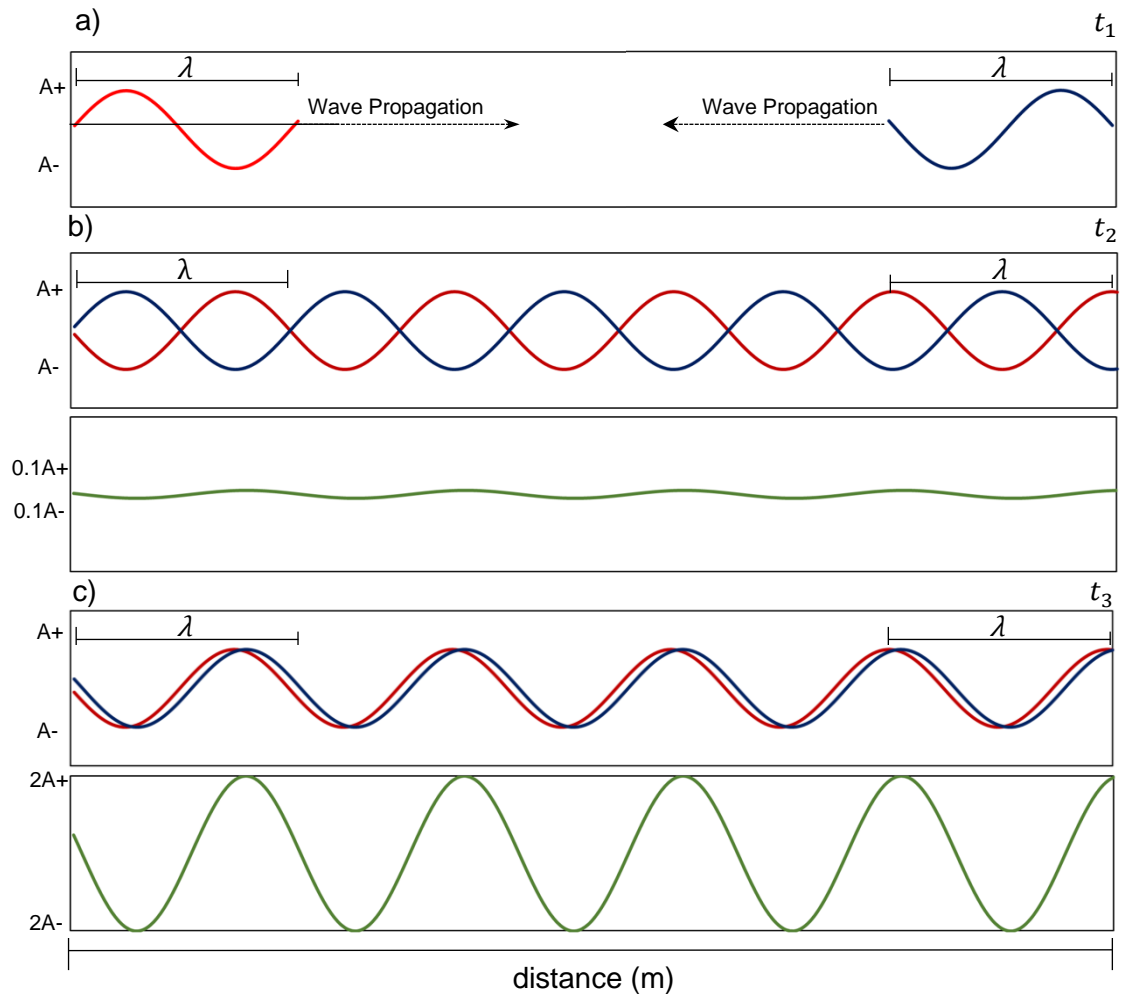 a)
t₁
λ
λ
A+
Wave Propagation
Wave Propagation
A-
b)
t₂
λ
λ
A+
A-
0.1A+
0.1A-
c)
t₃
λ
λ
A+
A-
2A+
2A-
distance (m)